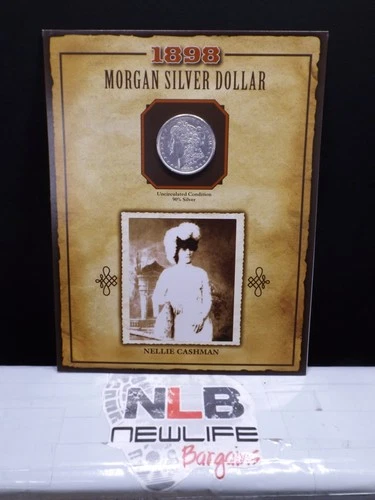 1898
MORGAN SILVER DOLLAR
Uncirculated Condition
90% Silver
NELLIE CASHMAN
NLB
NEWLIFE
Bargains